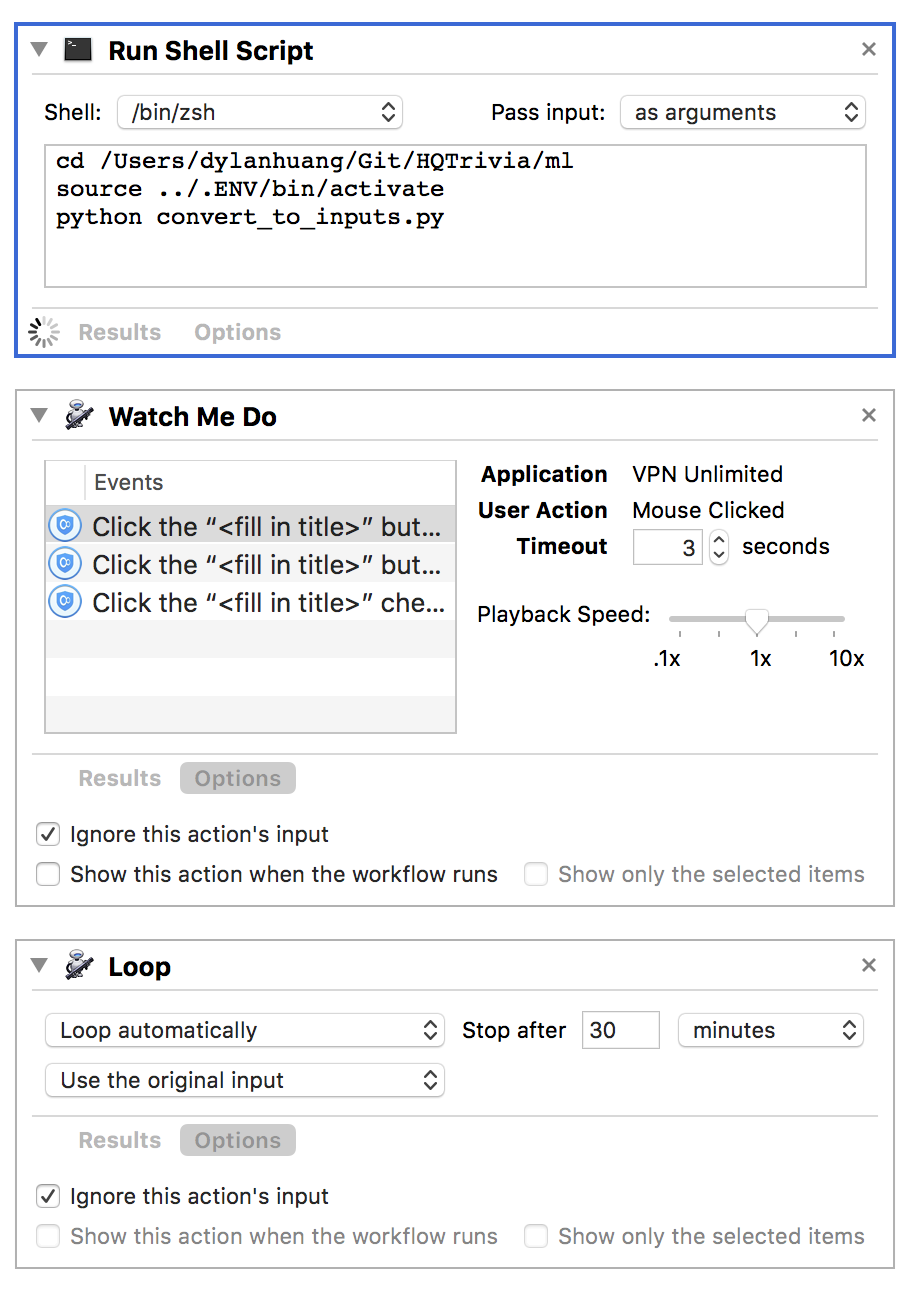 Run Shell Script
Shell: /bin/zsh Pass input: as arguments
cd /Users/dylanhuang/Git/HQTrivia/ml
source ../.ENV/bin/activate
python convert_to_inputs.py
Results Options
Watch Me Do
Events
Click the “<fill in title>” but...
Click the “<fill in title>” but...
Click the “<fill in title>” che...
Application VPN Unlimited
User Action Mouse Clicked
Timeout 3 seconds
Playback Speed:
.1x 1x 10x
Results Options
Ignore this action's input
Show this action when the workflow runs Show only the selected items
Loop
Loop automatically Stop after 30 minutes
Use the original input
Results Options
Ignore this action's input
Show this action when the workflow runs Show only the selected items